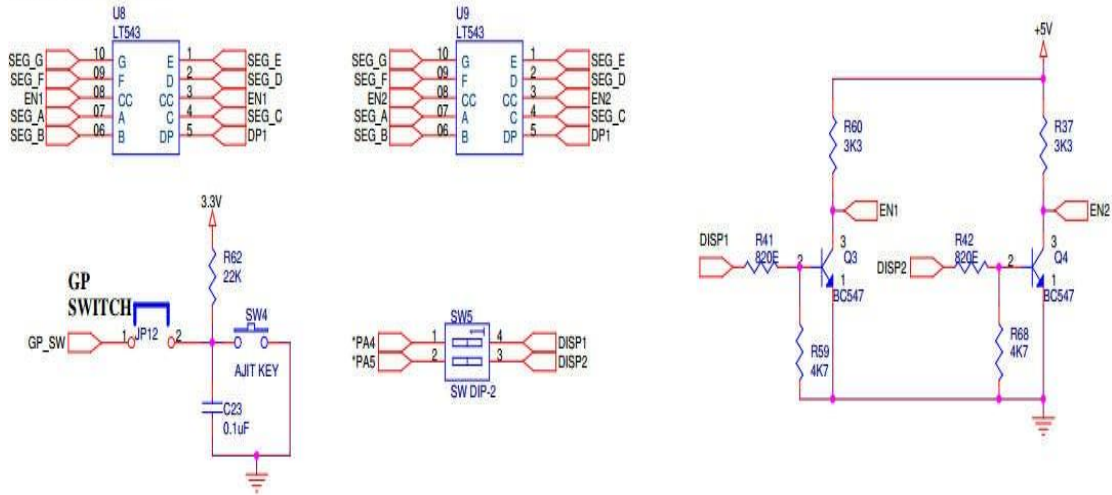 U8
LT543
SEG_G 10 G E 1 SEG_E
SEG_F 09 F D 2 SEG_D
EN1 08 CC CC 3 EN1
SEG_A 07 A C 4 SEG_C
SEG_B 06 B DP 5 DP1
U9
LT543
SEG_G 10 G E 1 SEG_E
SEG_F 09 F D 2 SEG_D
EN2 08 CC CC 3 EN2
SEG_A 07 A C 4 SEG_C
SEG_B 06 B DP 5 DP1
+5V
R60
3K3
R37
3K3
EN1
EN2
DISP1
R41
820E
2
3
Q3
1
BC547
DISP2
R42
820E
2
3
Q4
1
BC547
R59
4K7
R68
4K7
3.3V
R62
22K
GP
SWITCH
GP_SW 1 JP12 2
SW4
AJIT KEY
C23
0.1uF
SW5
*PA4 1 4 DISP1
*PA5 2 3 DISP2
SW DIP-2